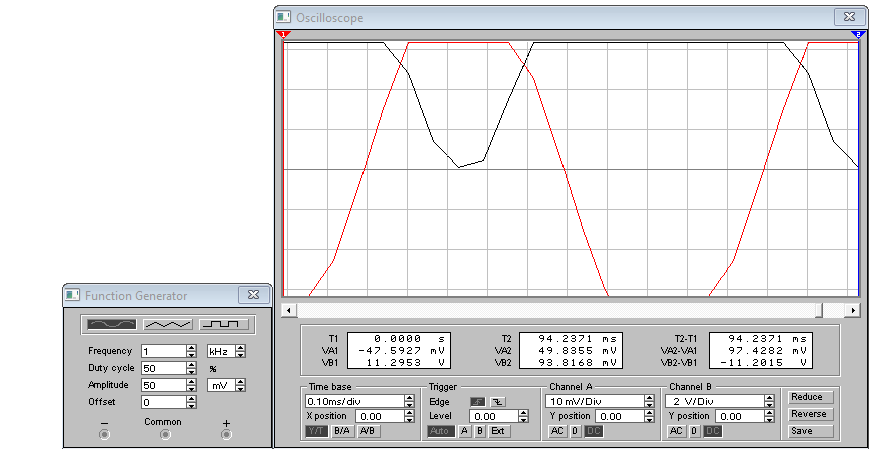 Oscilloscope
1
2
T1 0.0000 s
VA1 -47.5927 mV
VB1 11.2953 V
T2 94.2371 ms
VA2 49.8355 mV
VB2 93.8168 mV
T2-T1 94.2371 ms
VA2-VA1 97.4282 mV
VB2-VB1 -11.2015 V
Time base
0.10ms/div
X position 0.00
Y/T B/A A/B
Trigger
Edge
Level 0.00
Auto A B Ext
Channel A
10 mV/Div
Y position 0.00
AC 0 DC
Channel B
2 V/Div
Y position 0.00
AC 0 DC
Reduce
Reverse
Save
Function Generator
Frequency 1 kHz
Duty cycle 50 %
Amplitude 50 mV
Offset 0
− Common +